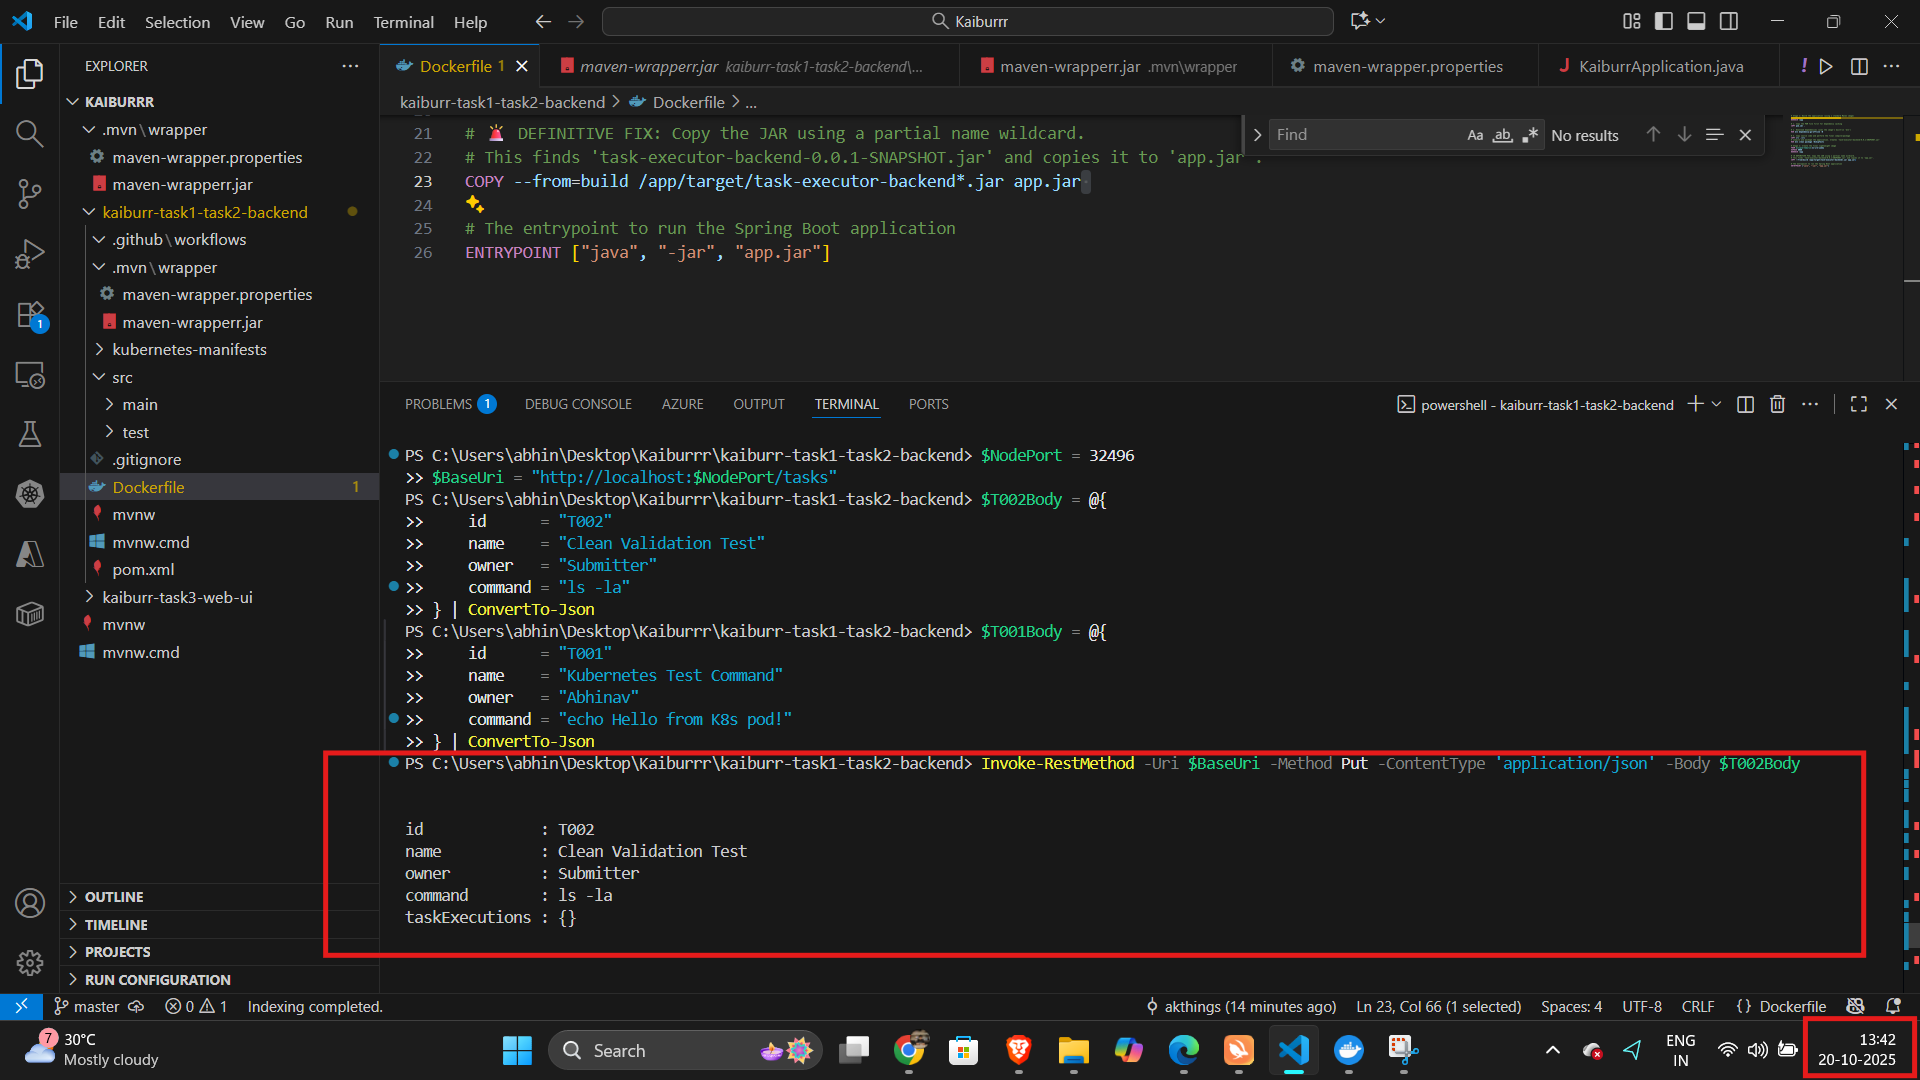 File Edit Selection View Go Run Terminal Help
Kaiburrr
EXPLORER
KAIBURRR
.mvn\wrapper
maven-wrapper.properties
maven-wrapperr.jar
kaiburr-task1-task2-backend
.github\workflows
.mvn\wrapper
maven-wrapper.properties
maven-wrapperr.jar
kubernetes-manifests
src
main
test
.gitignore
Dockerfile 1
mvnw
mvnw.cmd
pom.xml
kaiburr-task3-web-ui
mvnw
mvnw.cmd
OUTLINE
TIMELINE
PROJECTS
RUN CONFIGURATION
1
Dockerfile 1
maven-wrapperr.jar kaiburr-task1-task2-backend\...
maven-wrapperr.jar .mvn\wrapper
maven-wrapper.properties
KaiburrApplication.java
kaiburr-task1-task2-backend > Dockerfile > ...
Find
Aa ab No results
21 # 🚨 DEFINITIVE FIX: Copy the JAR using a partial name wildcard.
22 # This finds 'task-executor-backend-0.0.1-SNAPSHOT.jar' and copies it to 'app.jar'.
23 COPY --from=build /app/target/task-executor-backend*.jar app.jar
24
25 # The entrypoint to run the Spring Boot application
26 ENTRYPOINT ["java", "-jar", "app.jar"]
PROBLEMS 1 DEBUG CONSOLE AZURE OUTPUT TERMINAL PORTS
powershell - kaiburr-task1-task2-backend
PS C:\Users\abhin\Desktop\Kaiburrr\kaiburr-task1-task2-backend> $NodePort = 32496
>> $BaseUri = "http://localhost:$NodePort/tasks"
PS C:\Users\abhin\Desktop\Kaiburrr\kaiburr-task1-task2-backend> $T002Body = @{
>> id = "T002"
>> name = "Clean Validation Test"
>> owner = "Submitter"
>> command = "ls -la"
>> } | ConvertTo-Json
PS C:\Users\abhin\Desktop\Kaiburrr\kaiburr-task1-task2-backend> $T001Body = @{
>> id = "T001"
>> name = "Kubernetes Test Command"
>> owner = "Abhinav"
>> command = "echo Hello from K8s pod!"
>> } | ConvertTo-Json
PS C:\Users\abhin\Desktop\Kaiburrr\kaiburr-task1-task2-backend> Invoke-RestMethod -Uri $BaseUri -Method Put -ContentType 'application/json' -Body $T002Body
id : T002
name : Clean Validation Test
owner : Submitter
command : ls -la
taskExecutions : {}
master 0 1 Indexing completed.
akthings (14 minutes ago) Ln 23, Col 66 (1 selected) Spaces: 4 UTF-8 CRLF {} Dockerfile
7
30°C
Mostly cloudy
Search
ENG
IN
13:42
20-10-2025